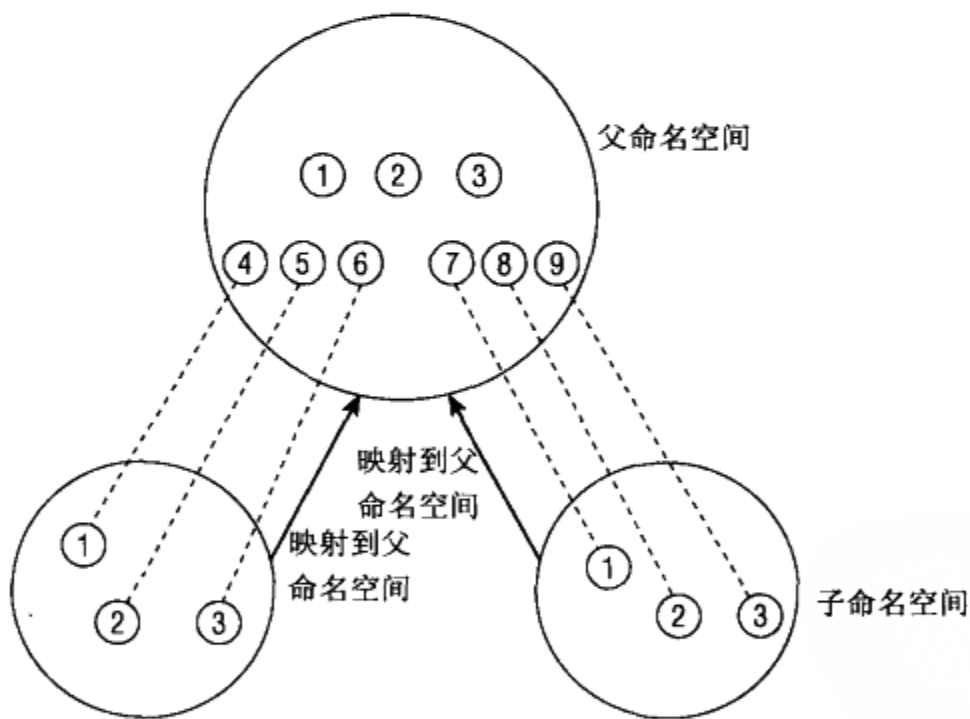 父命名空间
① ② ③
④ ⑤ ⑥ ⑦ ⑧ ⑨
映射到父
命名空间
映射到父
命名空间
① ② ③
① ② ③
子命名空间